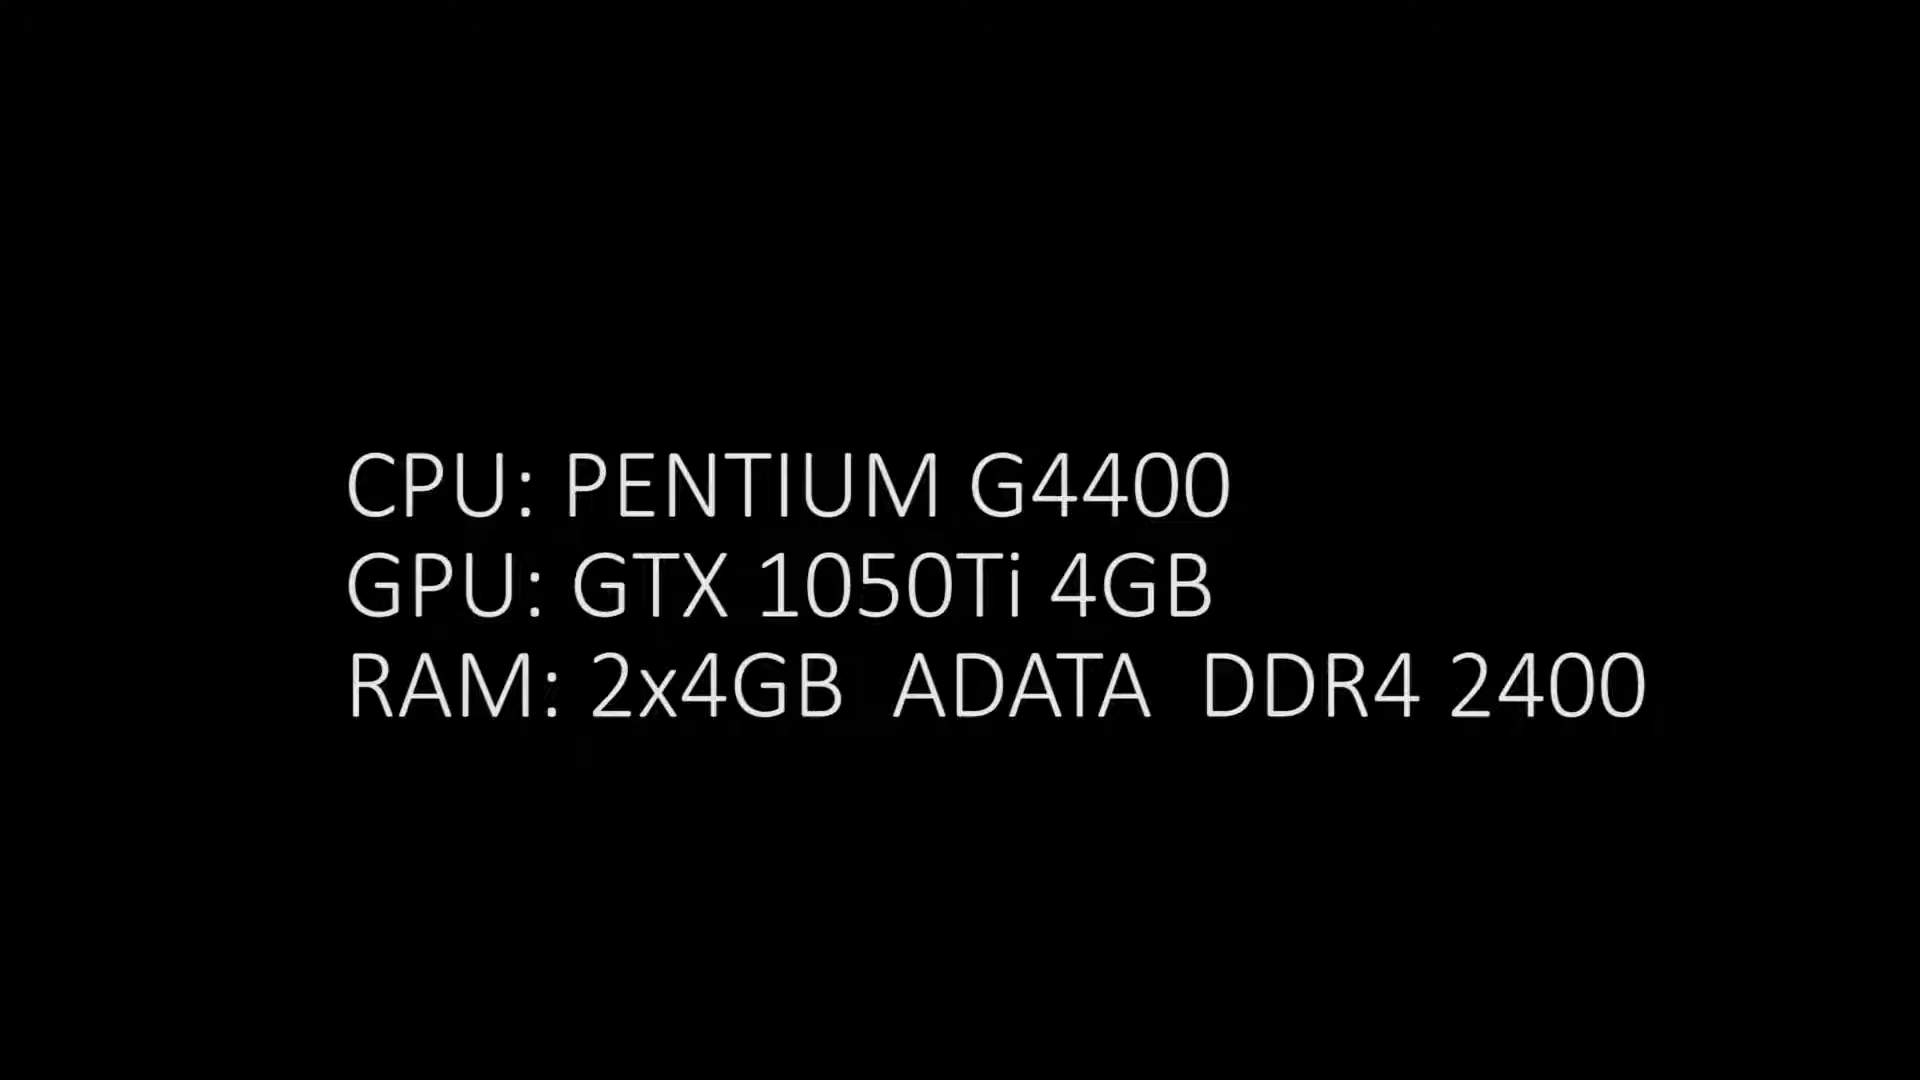 CPU: PENTIUM G4400
GPU: GTX 1050Ti 4GB
RAM: 2x4GB  ADATA  DDR4 2400